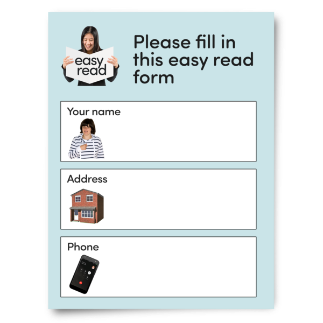 easy
read
Please fill in
this easy read
form
Your name
Address
Phone